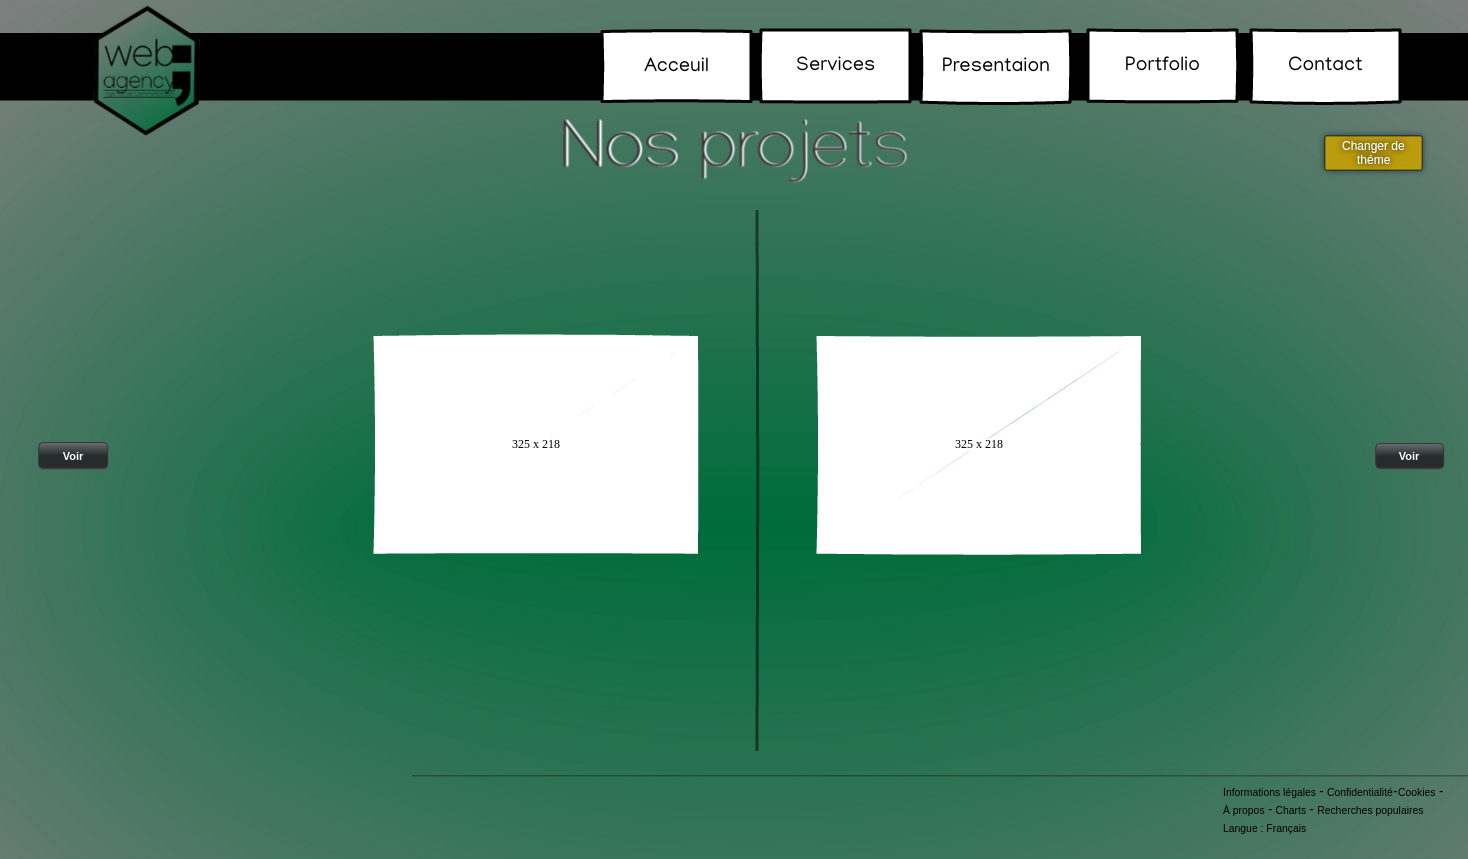 web
agency
Acceuil
Services
Presentaion
Portfolio
Contact
Nos projets
Changer de
théme
325 x 218
325 x 218
Voir
Voir
Informations légales - Confidentialité-Cookies -
À propos - Charts - Recherches populaires
Langue : Français